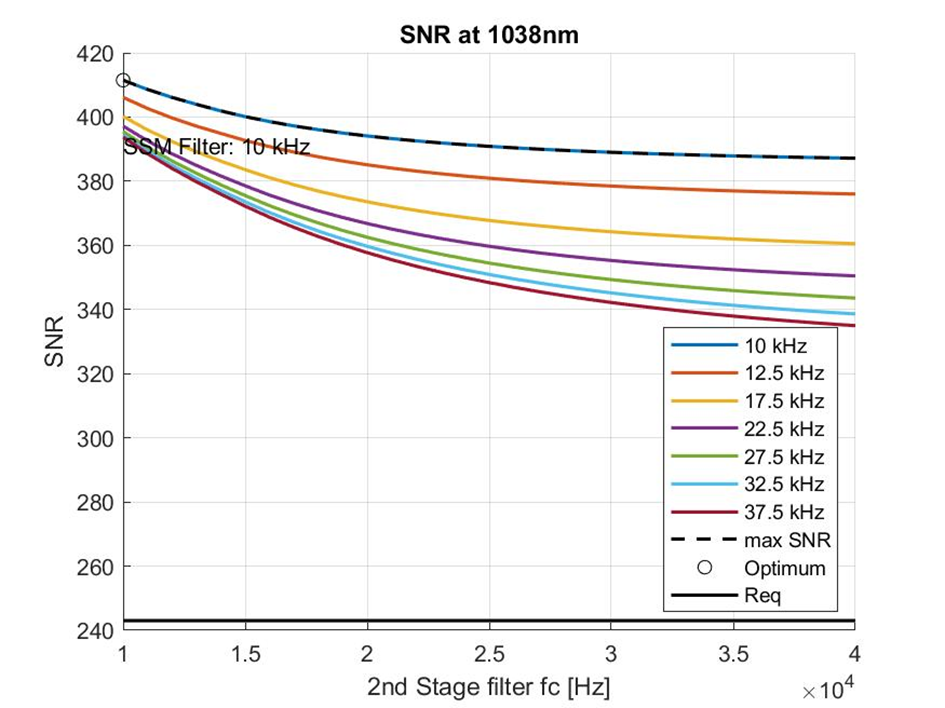 SNR at 1038nm
420
400
380
360
340
320
300
280
260
240
SNR
SSM Filter: 10 kHz
10 kHz
12.5 kHz
17.5 kHz
22.5 kHz
27.5 kHz
32.5 kHz
37.5 kHz
max SNR
Optimum
Req
1 1.5 2 2.5 3 3.5 4
2nd Stage filter fc [Hz]
×10⁴